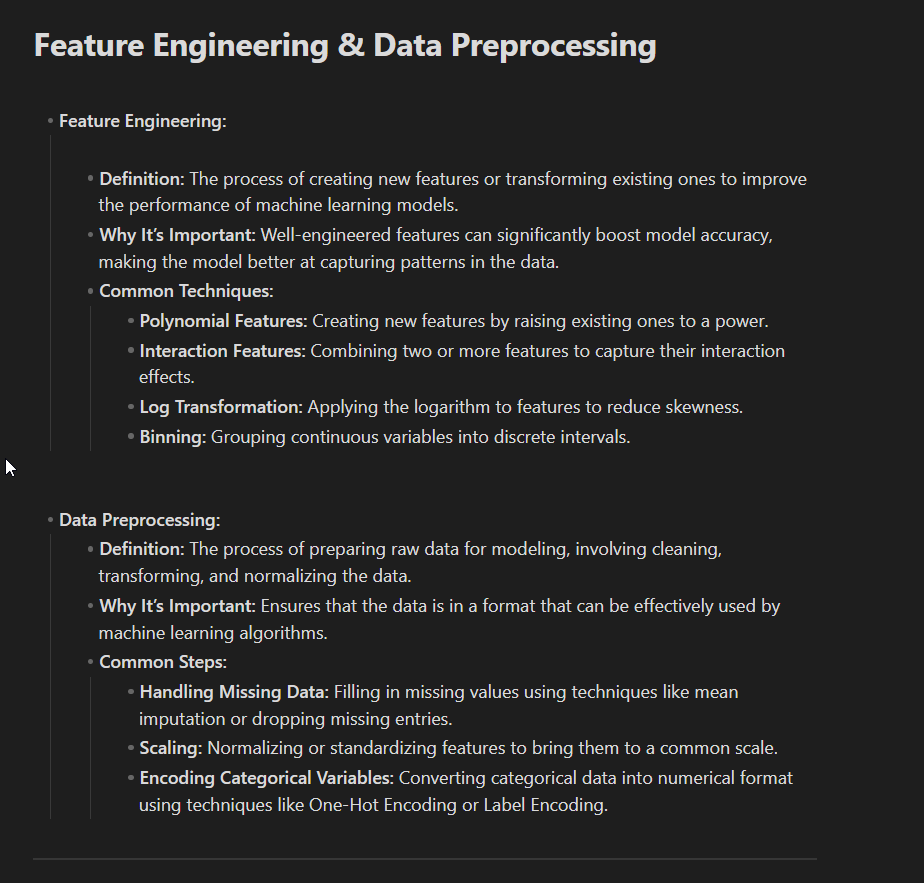 Feature Engineering & Data Preprocessing
Feature Engineering:
Definition: The process of creating new features or transforming existing ones to improve
the performance of machine learning models.
Why It’s Important: Well-engineered features can significantly boost model accuracy,
making the model better at capturing patterns in the data.
Common Techniques:
Polynomial Features: Creating new features by raising existing ones to a power.
Interaction Features: Combining two or more features to capture their interaction
effects.
Log Transformation: Applying the logarithm to features to reduce skewness.
Binning: Grouping continuous variables into discrete intervals.
Data Preprocessing:
Definition: The process of preparing raw data for modeling, involving cleaning,
transforming, and normalizing the data.
Why It’s Important: Ensures that the data is in a format that can be effectively used by
machine learning algorithms.
Common Steps:
Handling Missing Data: Filling in missing values using techniques like mean
imputation or dropping missing entries.
Scaling: Normalizing or standardizing features to bring them to a common scale.
Encoding Categorical Variables: Converting categorical data into numerical format
using techniques like One-Hot Encoding or Label Encoding.